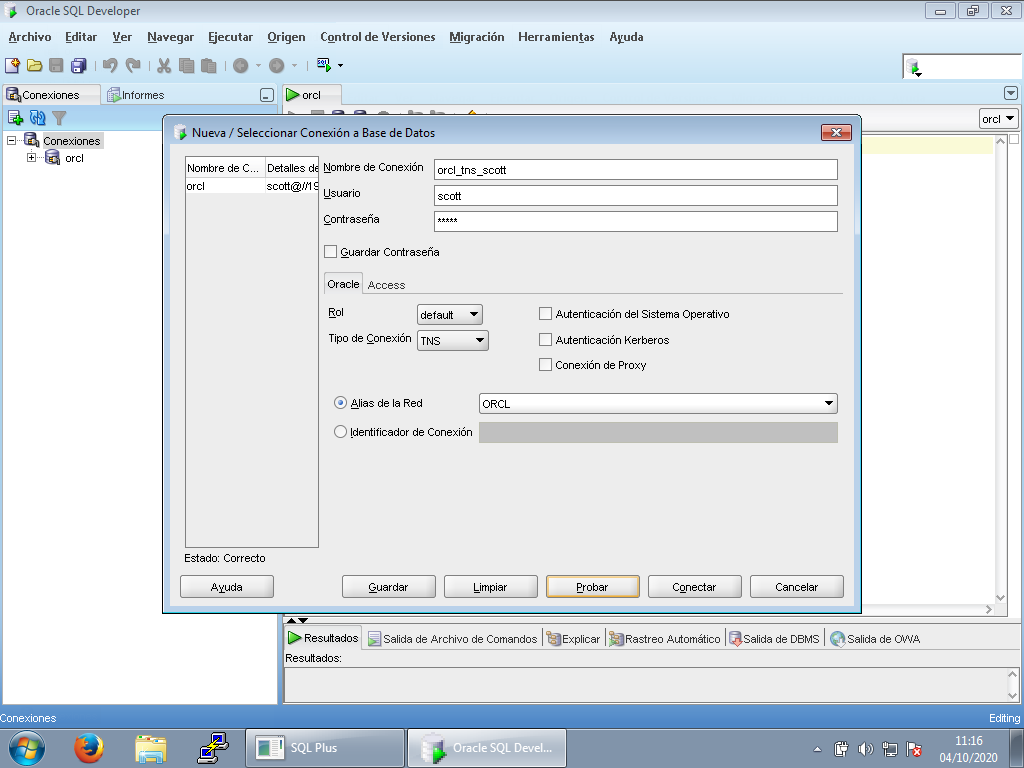 Oracle SQL Developer
Archivo Editar Ver Navegar Ejecutar Origen Control de Versiones Migración Herramientas Ayuda
Conexiones
Informes
orcl
orcl
Conexiones
orcl
Nueva / Seleccionar Conexión a Base de Datos
Nombre de C... Detalles de
orcl scott@//19
Nombre de Conexión orcl_tns_scott
Usuario scott
Contraseña *****
Guardar Contraseña
Oracle Access
Rol default Autenticación del Sistema Operativo
Tipo de Conexión TNS Autenticación Kerberos
Conexión de Proxy
Alias de la Red ORCL
Identificador de Conexión
Estado: Correcto
Ayuda Guardar Limpiar Probar Conectar Cancelar
Resultados Salida de Archivo de Comandos Explicar Rastreo Automático Salida de DBMS Salida de OWA
Resultados:
Conexiones Editing
SQL Plus Oracle SQL Devel...
11:16
04/10/2020